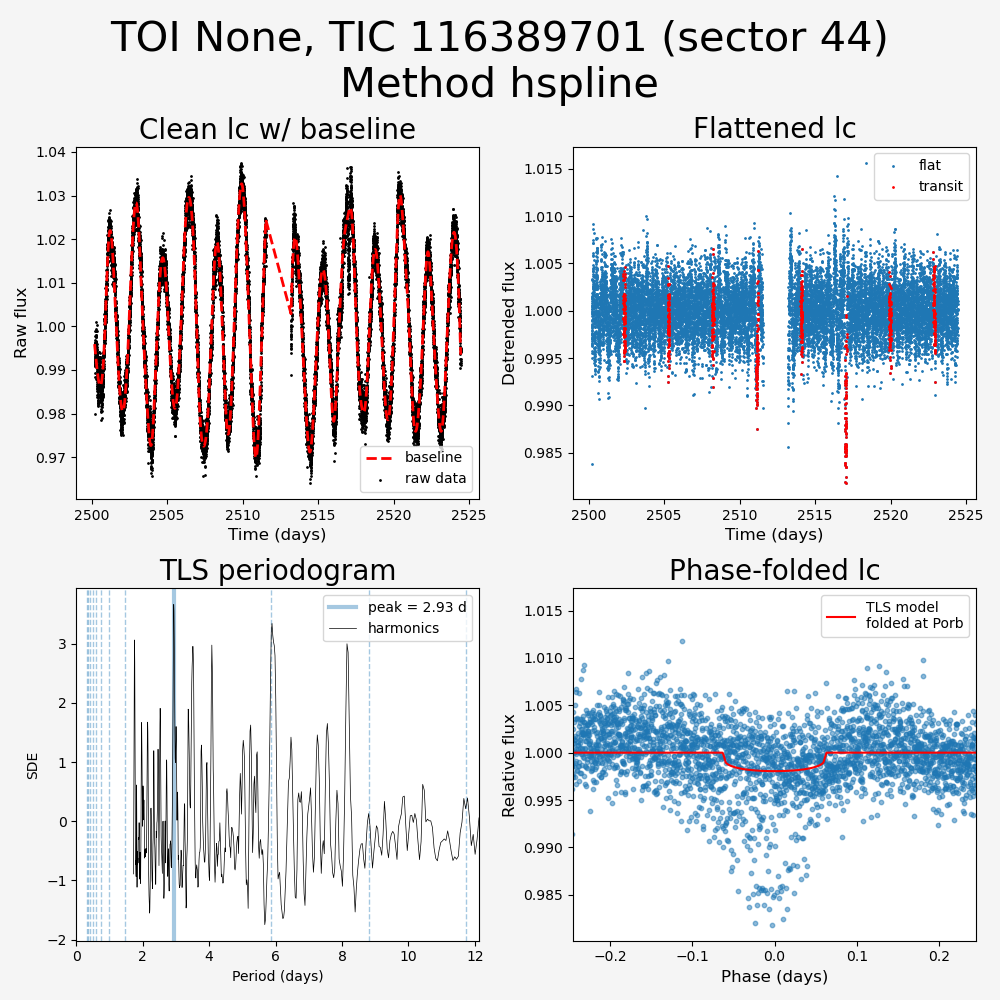 TOI None, TIC 116389701 (sector 44)
Method hspline
Clean lc w/ baseline
1.04
1.03
1.02
1.01
1.00
0.99
0.98
0.97
Raw flux
baseline
raw data
2500
2505
2510
2515
2520
2525
Time (days)
Flattened lc
1.015
1.010
1.005
1.000
0.995
0.990
0.985
Detrended flux
flat
transit
2500
2505
2510
2515
2520
2525
Time (days)
TLS periodogram
3
2
1
0
−1
−2
SDE
peak = 2.93 d
harmonics
0
2
4
6
8
10
12
Period (days)
Phase-folded lc
1.015
1.010
1.005
1.000
0.995
0.990
0.985
Relative flux
TLS model
folded at Porb
−0.2
−0.1
0.0
0.1
0.2
Phase (days)